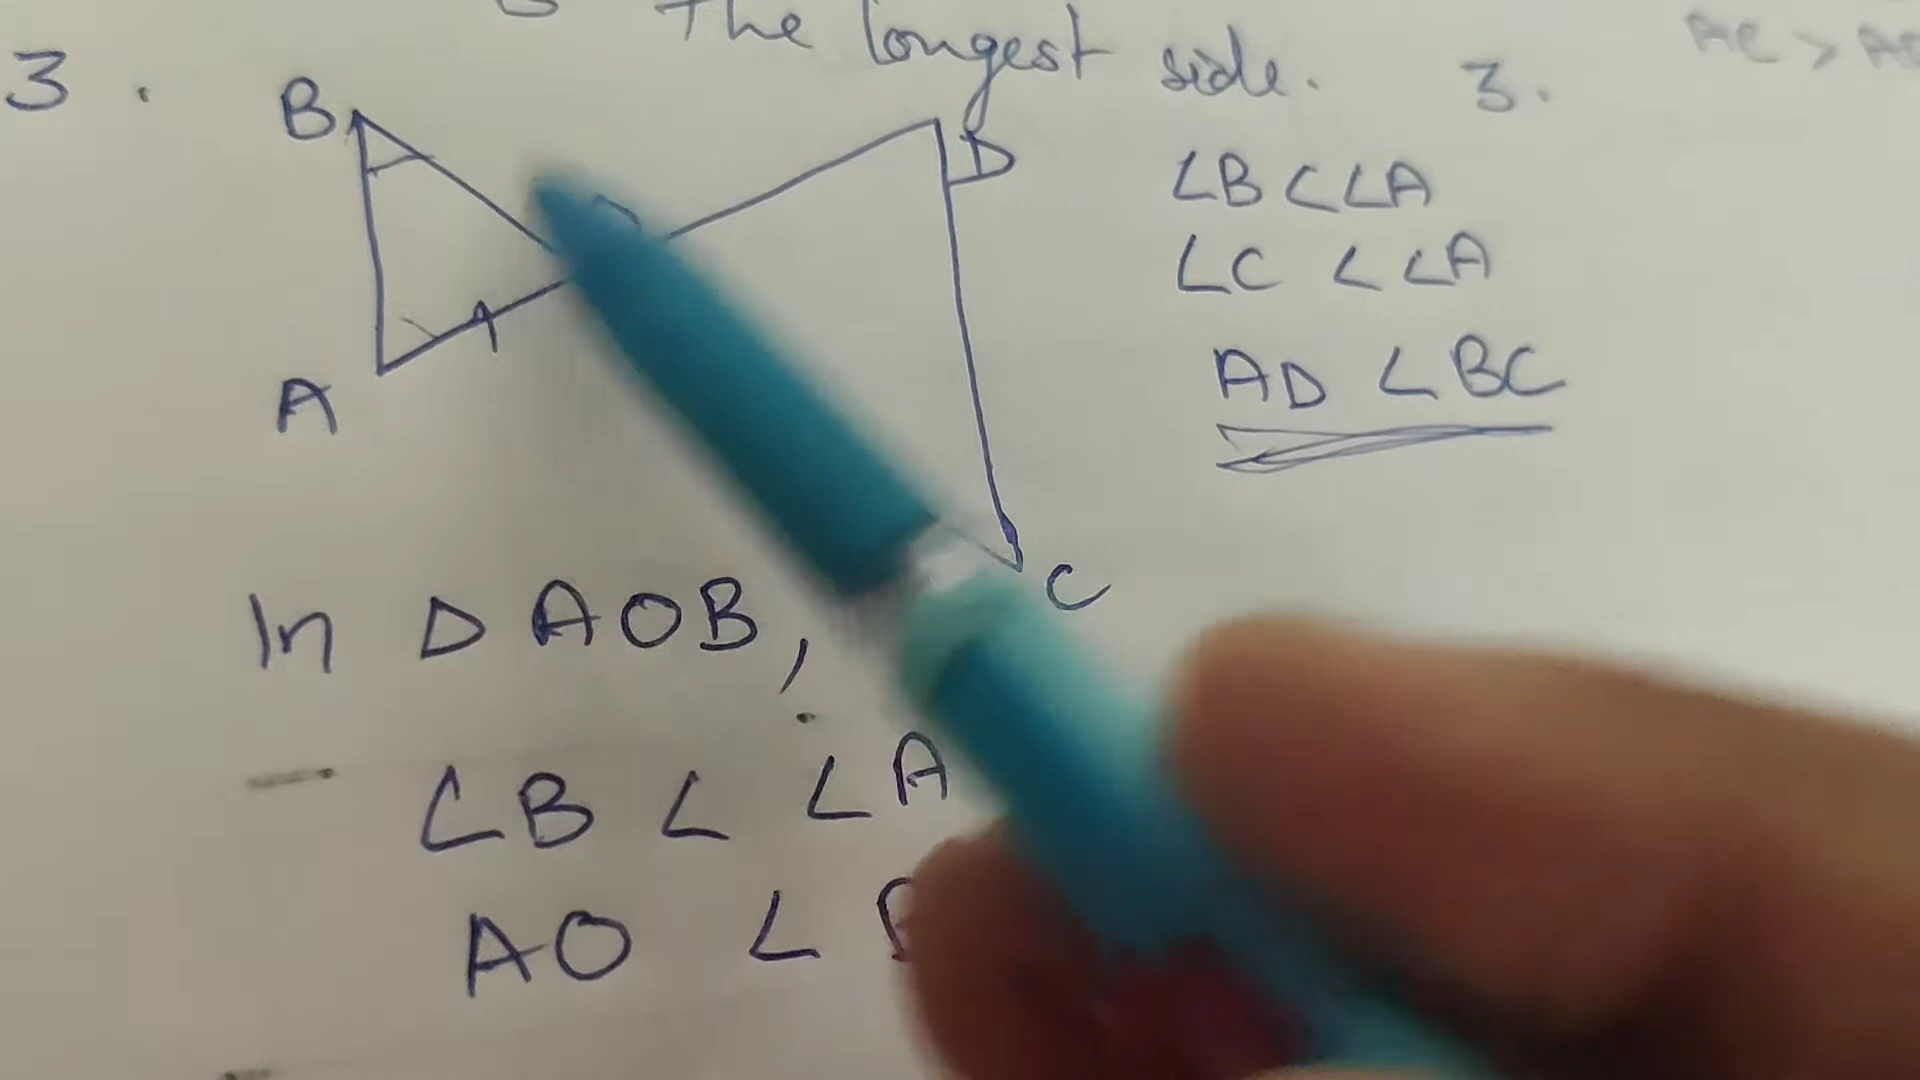 The longest side.
3.
B
D
A
C
3.
∠B < ∠A
∠C < ∠A
AD < BC
In △ AOB,
∠B < ∠A
AO <